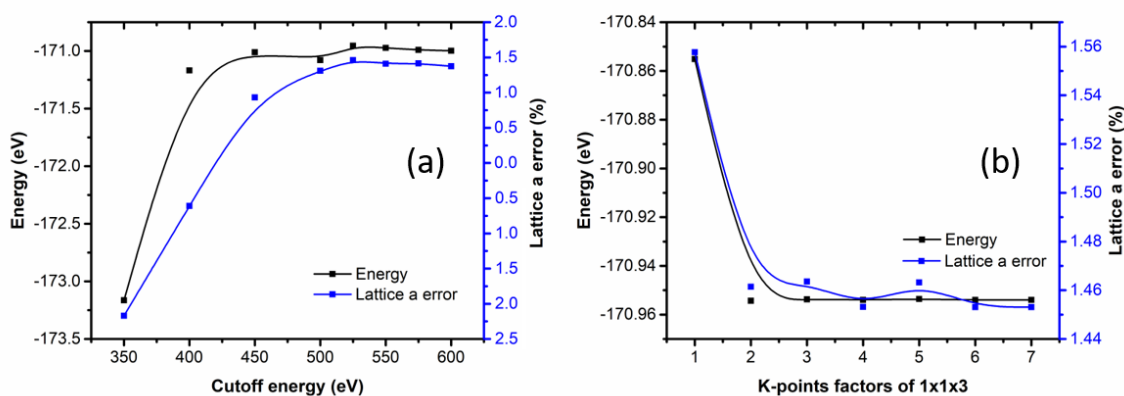 -171.0
-171.5
-172.0
-172.5
-173.0
-173.5
Energy (eV)
350 400 450 500 550 600
Cutoff energy (eV)
2.0
1.5
1.0
0.5
0.0
0.5
1.0
1.5
2.0
2.5
Lattice a error (%)
(a)
Energy
Lattice a error
-170.84
-170.86
-170.88
-170.90
-170.92
-170.94
-170.96
Energy (eV)
1 2 3 4 5 6 7
K-points factors of 1x1x3
1.56
1.54
1.52
1.50
1.48
1.46
1.44
Lattice a error (%)
(b)
Energy
Lattice a error